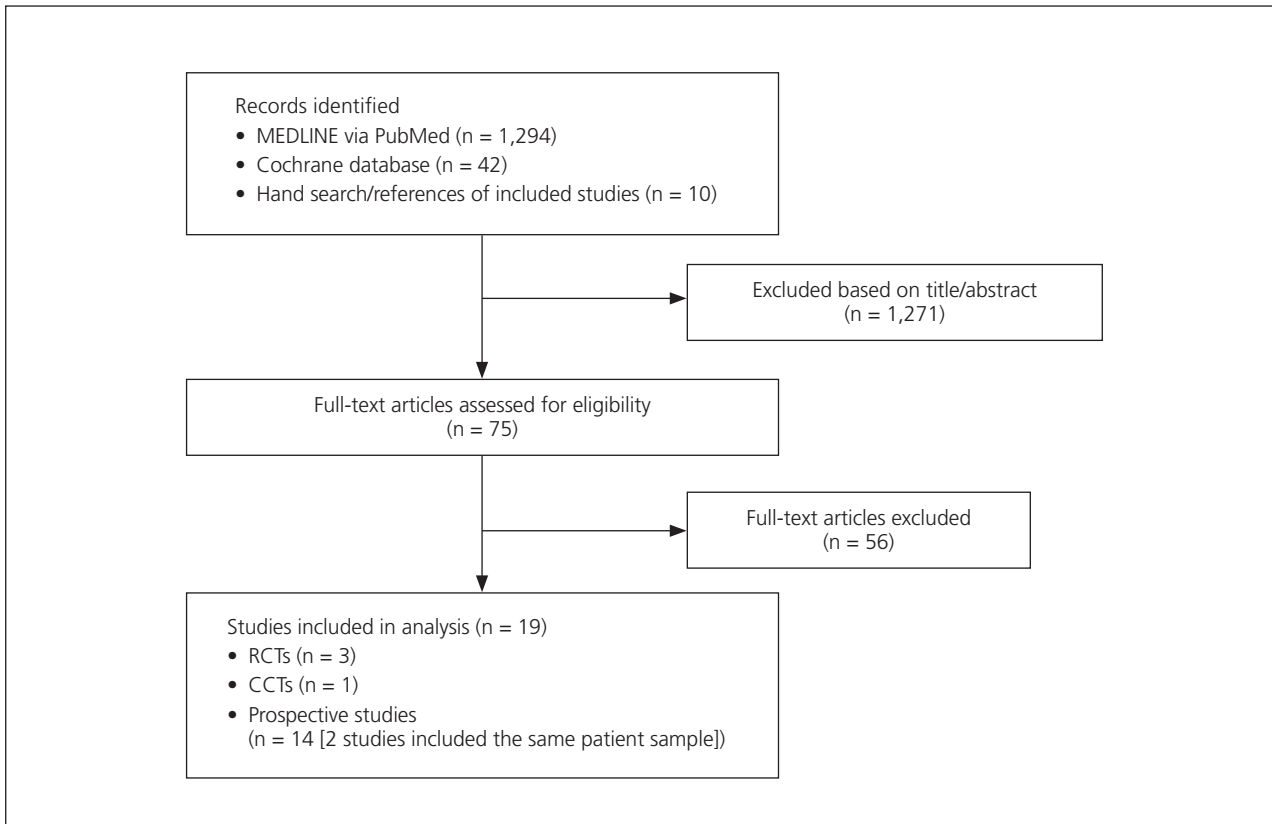 Records identified
• MEDLINE via PubMed (n = 1,294)
• Cochrane database (n = 42)
• Hand search/references of included studies (n = 10)
Excluded based on title/abstract
(n = 1,271)
Full-text articles assessed for eligibility
(n = 75)
Full-text articles excluded
(n = 56)
Studies included in analysis (n = 19)
• RCTs (n = 3)
• CCTs (n = 1)
• Prospective studies
(n = 14 [2 studies included the same patient sample])